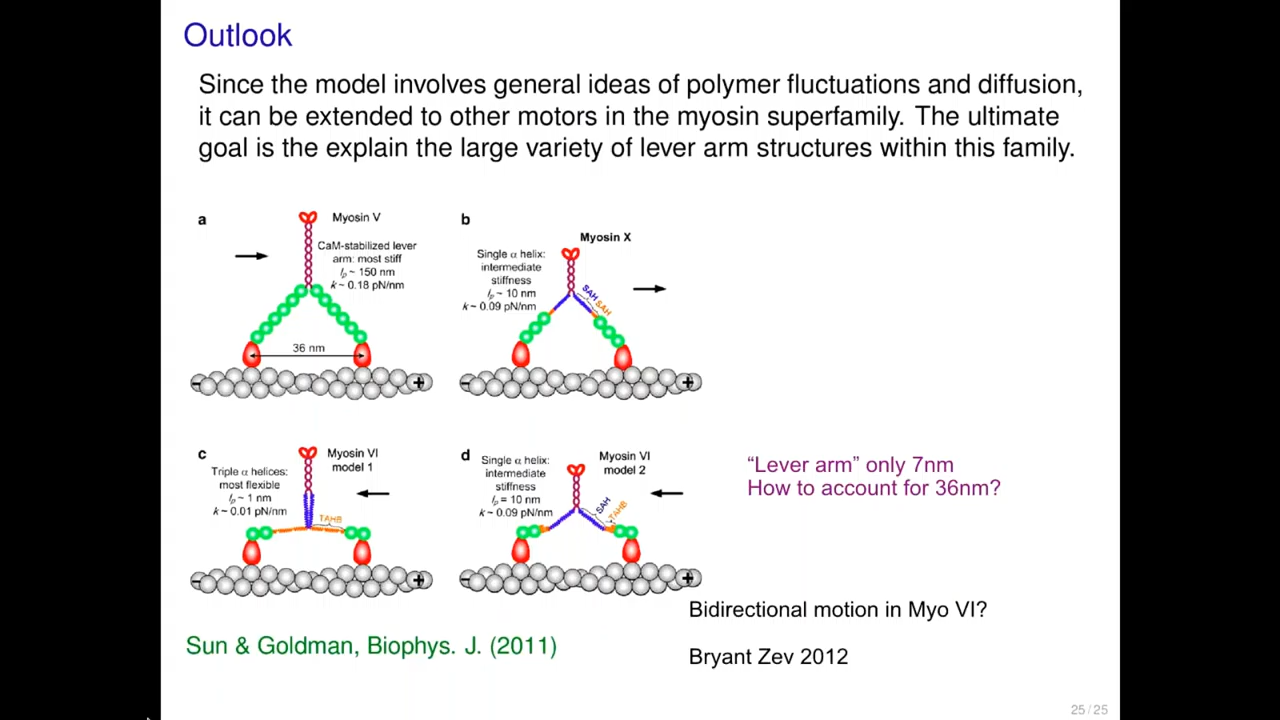 Outlook
Since the model involves general ideas of polymer fluctuations and diffusion,
it can be extended to other motors in the myosin superfamily. The ultimate
goal is the explain the large variety of lever arm structures within this family.
a
Myosin V
CaM-stabilized lever
arm: most stiff
lp ~ 150 nm
k ~ 0.18 pN/nm
36 nm
-
+
b
Myosin X
Single α helix:
intermediate
stiffness
lp ~ 10 nm
k ~ 0.09 pN/nm
SAH
SAH
-
+
c
Myosin VI
model 1
Triple α helices:
most flexible
lp ~ 1 nm
k ~ 0.01 pN/nm
TAHB
-
+
d
Myosin VI
model 2
Single α helix:
intermediate
stiffness
lp = 10 nm
k ~ 0.09 pN/nm
SAH
TAHB
-
+
“Lever arm” only 7nm
How to account for 36nm?
Bidirectional motion in Myo VI?
Sun & Goldman, Biophys. J. (2011)
Bryant Zev 2012
25 / 25